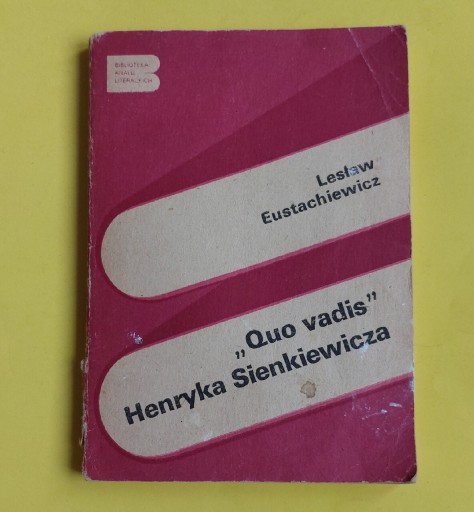 BIBLIOTEKA
ANALIZ
LITERACKICH
Lesław
Eustachiewicz
„Quo vadis”
Henryka Sienkiewicza